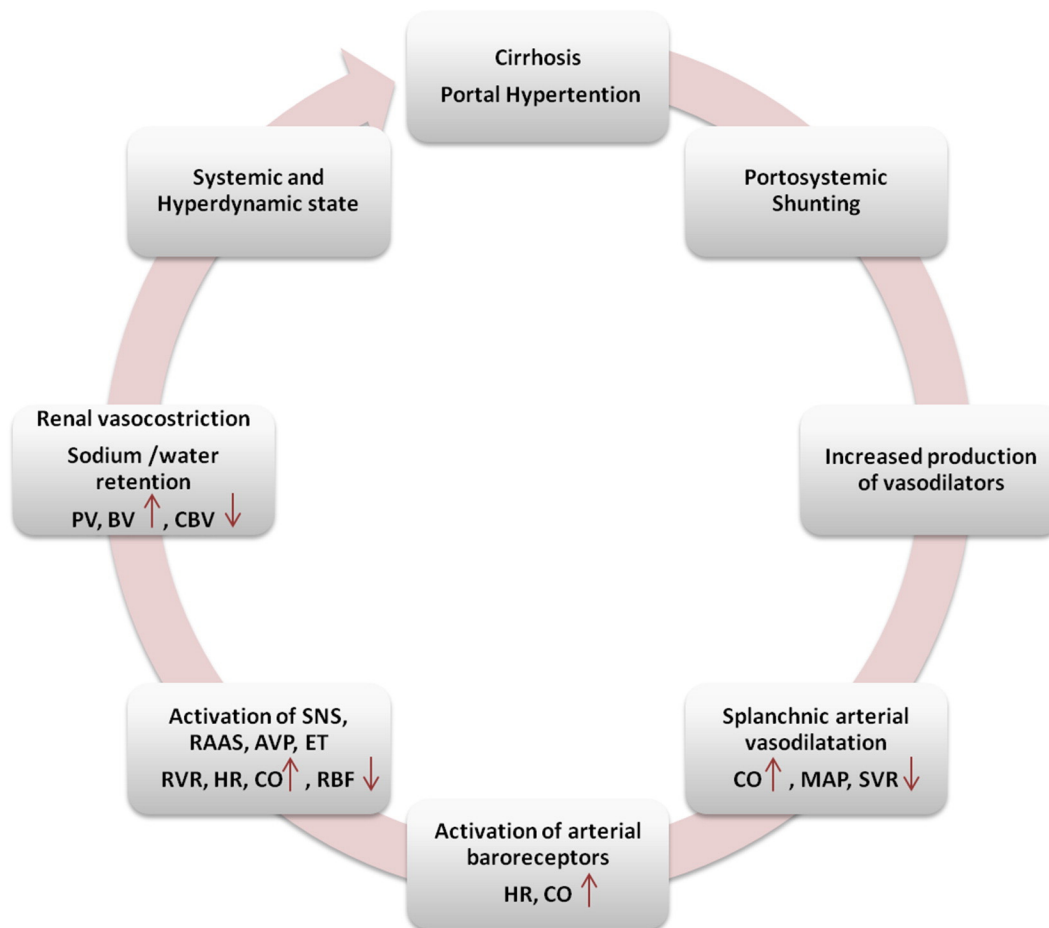 Cirrhosis
Portal Hypertention
Portosystemic
Shunting
Increased production
of vasodilators
Splanchnic arterial
vasodilatation
CO ↑ , MAP, SVR ↓
Activation of arterial
baroreceptors
HR, CO ↑
Activation of SNS,
RAAS, AVP, ET
RVR, HR, CO ↑ , RBF ↓
Renal vasocostriction
Sodium /water
retention
PV, BV ↑ , CBV ↓
Systemic and
Hyperdynamic state